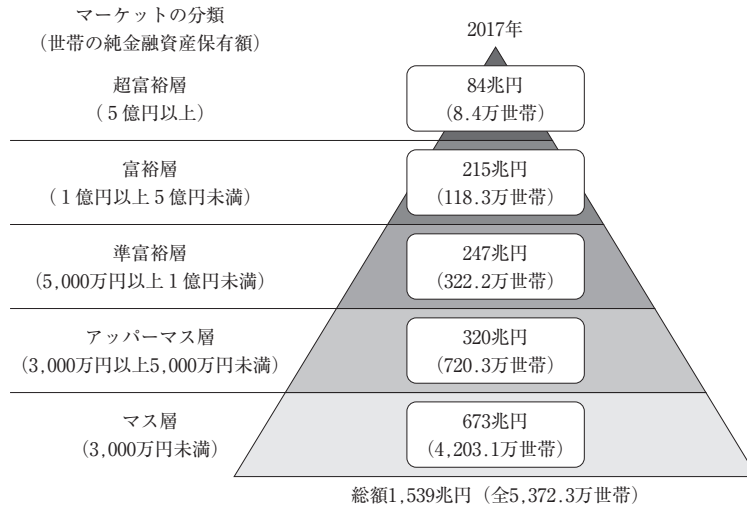 マーケットの分類
(世帯の純金融資産保有額)
2017年
超富裕層
(5億円以上)
84兆円
(8.4万世帯)
富裕層
(1億円以上5億円未満)
215兆円
(118.3万世帯)
準富裕層
(5,000万円以上1億円未満)
247兆円
(322.2万世帯)
アッパーマス層
(3,000万円以上5,000万円未満)
320兆円
(720.3万世帯)
マス層
(3,000万円未満)
673兆円
(4,203.1万世帯)
総額1,539兆円(全5,372.3万世帯)